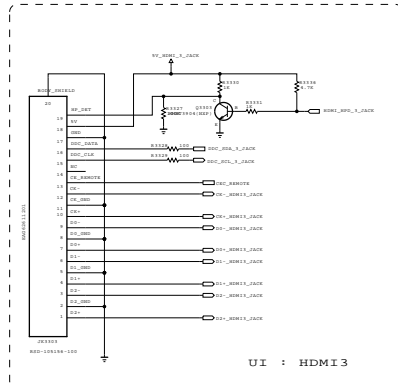 5V_HDMI_3_JACK
BODY_SHIELD
20
R3330
1K
R3336
4.7K
HP_DET
19
R3327
Q3303
C
B
E
R3331
1K
HDMI_HPD_3_JACK
5V
18
GND
17
DDC_DATA
16
R3328
100
DDC_SDA_3_JACK
DDC_CLK
15
R3329
100
DDC_SCL_3_JACK
NC
14
CE_REMOTE
13
CEC_REMOTE
CK-
12
CK-_HDMI3_JACK
CK_GND
11
CK+
10
CK+_HDMI3_JACK
D0-
9
D0-_HDMI3_JACK
D0_GND
8
D0+
7
D0+_HDMI3_JACK
D1-
6
D1-_HDMI3_JACK
D1_GND
5
D1+
4
D1+_HDMI3_JACK
D2-
3
D2-_HDMI3_JACK
D2_GND
2
D2+
1
D2+_HDMI3_JACK
JK3303
UI : HDMI3